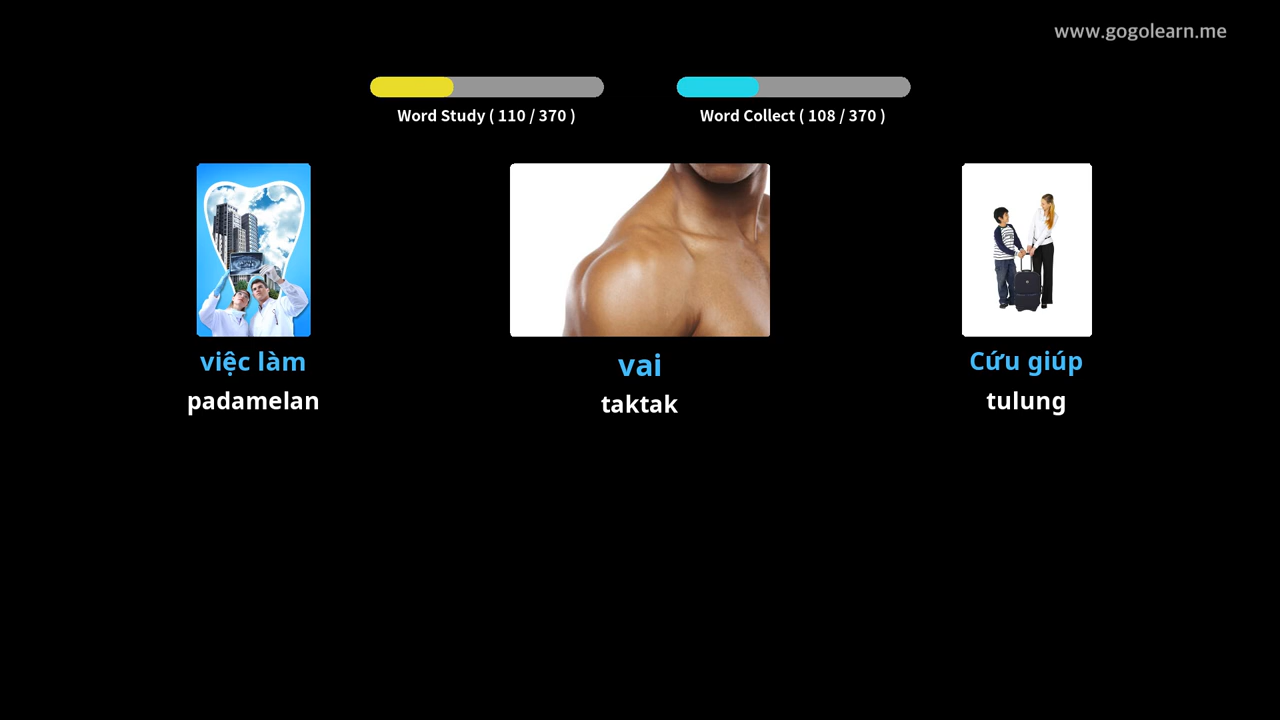 www.gogolearn.me
Word Study ( 110 / 370 )
Word Collect ( 108 / 370 )
việc làm
padamelan
vai
taktak
Cứu giúp
tulung